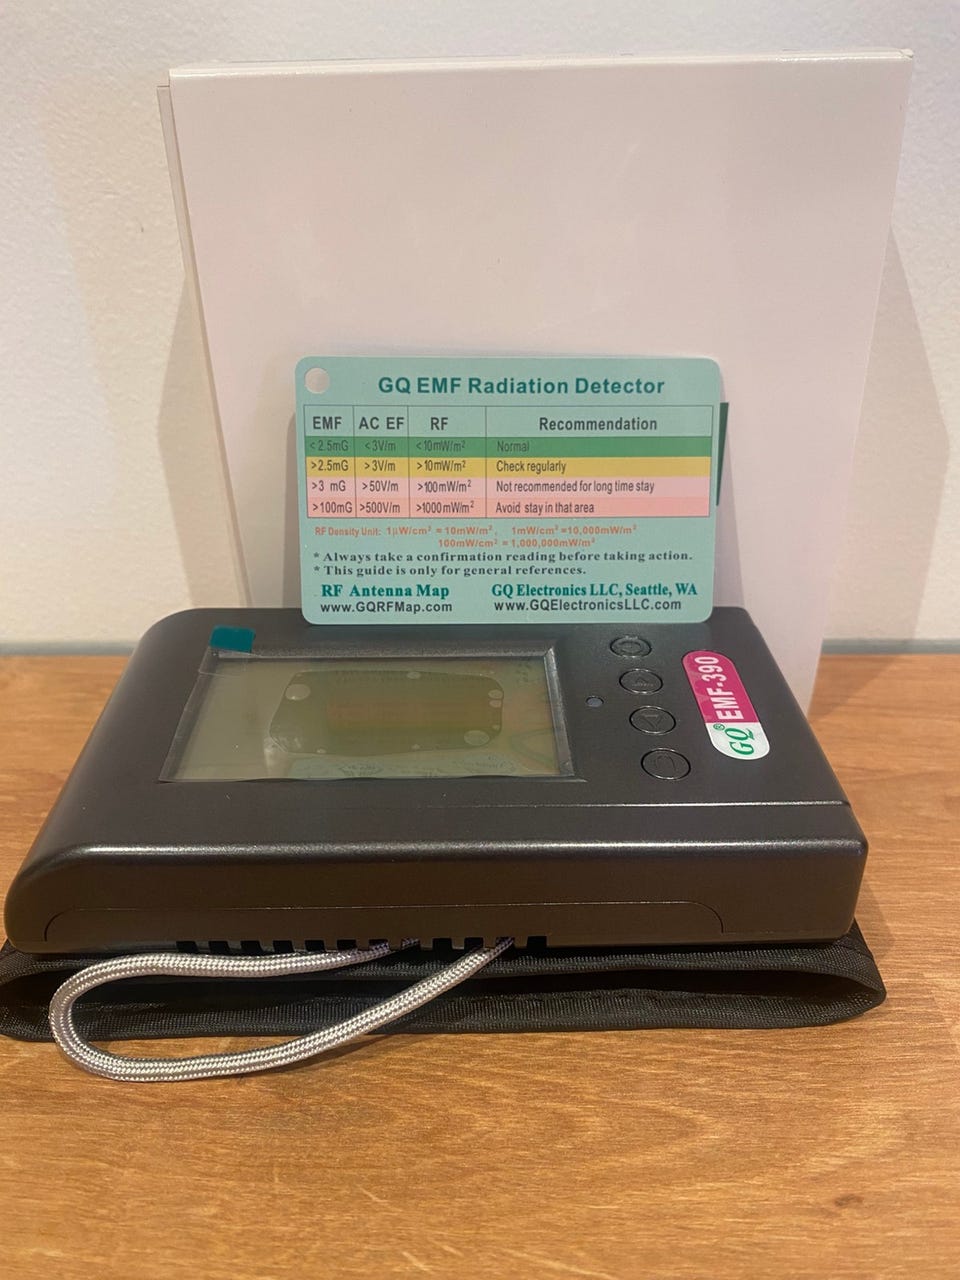 GQ EMF Radiation Detector
EMF AC EF RF Recommendation
<2.5mG <3V/m <10mW/m² Normal
>2.5mG >3V/m >10mW/m² Check regularly
>3 mG >50V/m >100mW/m² Not recommended for long time stay
>100mG >500V/m >1000mW/m² Avoid stay in that area
RF Density Unit: 1µW/cm² = 10mW/m², 1mW/cm² =10,000mW/m²
100mW/cm² = 1,000,000mW/m²
* Always take a confirmation reading before taking action.
* This guide is only for general references.
RF Antenna Map GQ Electronics LLC, Seattle, WA
www.GQRFMap.com www.GQElectronicsLLC.com
GQ® EMF-390